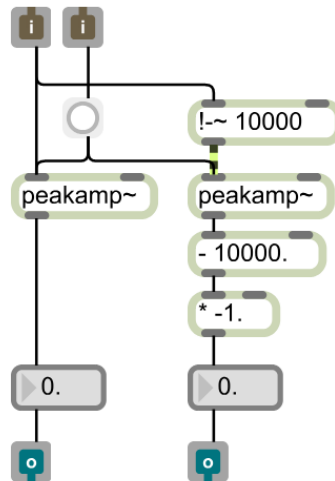 i i
!-~ 10000
peakamp~ peakamp~
- 10000.
* -1.
0. 0.
o o